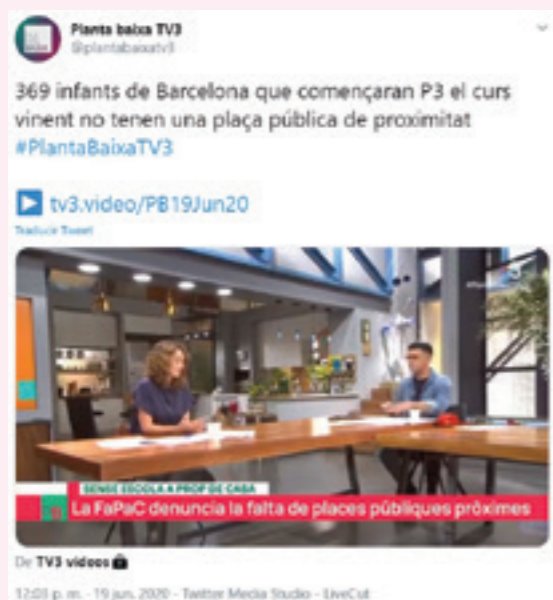 Planta baixa TV3
@plantabaixatv3
369 infants de Barcelona que començaran P3 el curs
vinent no tenen una plaça pública de proximitat
#PlantaBaixaTV3
tv3.video/PB19Jun20
Traducir Tweet
SENSE ESCOLA A PROP DE CASA
La FaPaC denuncia la falta de places públiques pròximes
De TV3 vídeos
12:03 p. m. · 19 jun. 2020 · Twitter Media Studio - LiveCut